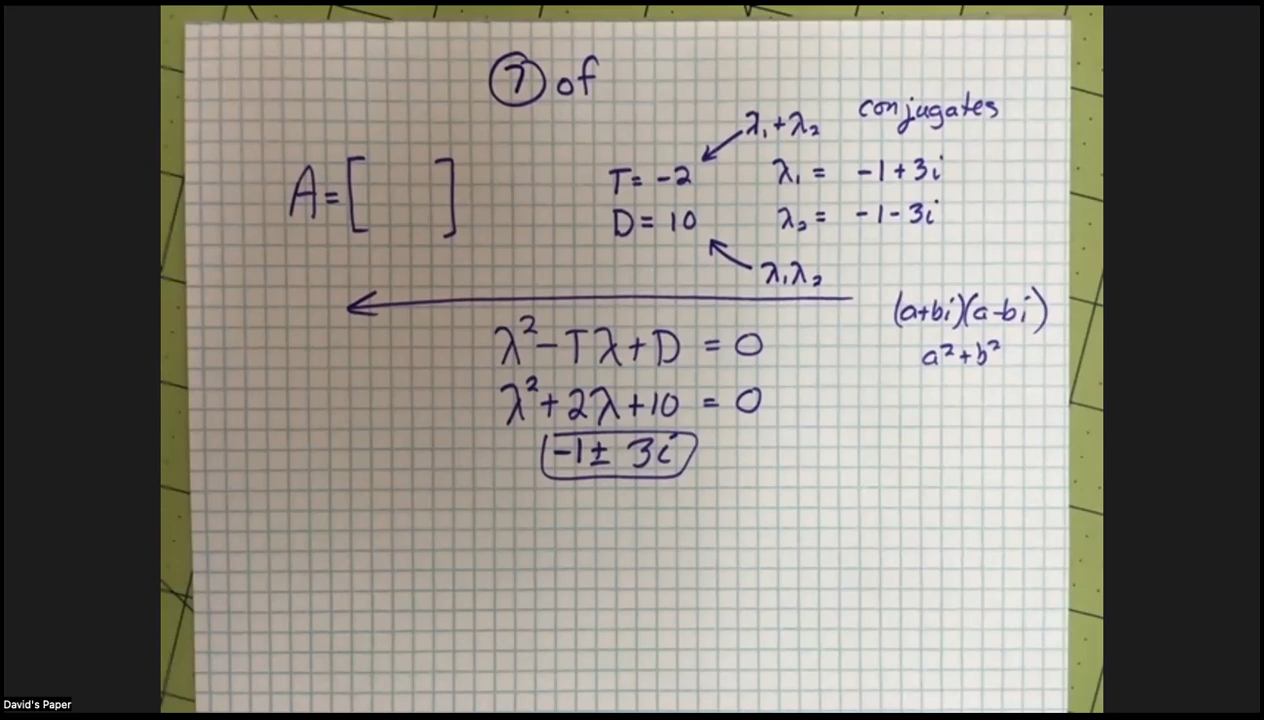 ⑦ of
λ₁+λ₂ conjugates
A=[ ] T= -2 λ₁ = -1+3i
D= 10 λ₂ = -1-3i
λ₁λ₂
(a+bi)(a-bi)
λ²-Tλ+D = 0 a²+b²
λ²+2λ+10 = 0
-1± 3i
David's Paper